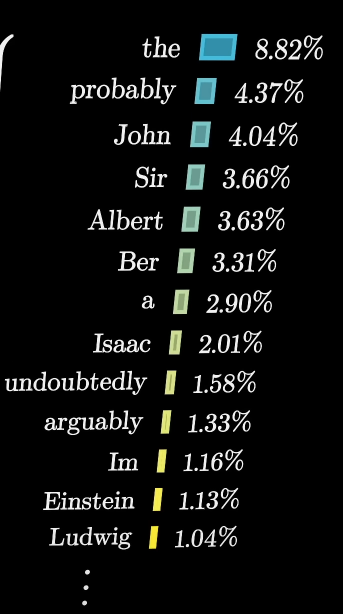 the 8.82%
probably 4.37%
John 4.04%
Sir 3.66%
Albert 3.63%
Ber 3.31%
a 2.90%
Isaac 2.01%
undoubtedly 1.58%
arguably 1.33%
Im 1.16%
Einstein 1.13%
Ludwig 1.04%
⋮